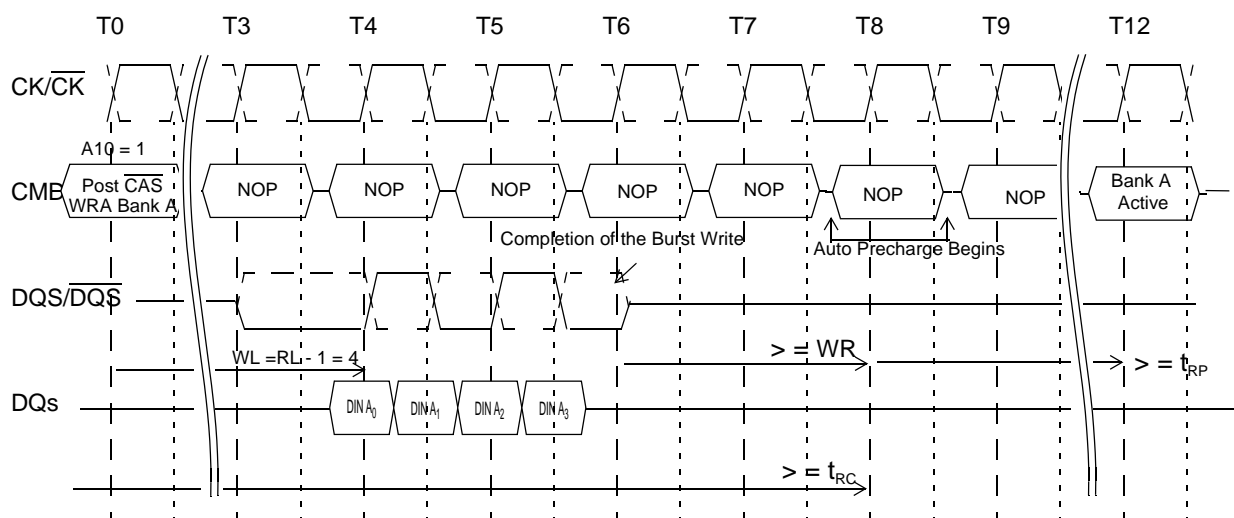 T0 T3 T4 T5 T6 T7 T8 T9 T12
CK/CK
A10 = 1
CMB
Post CAS
WRA Bank A
NOP NOP NOP NOP NOP NOP NOP
Bank A
Active
Completion of the Burst Write
Auto Precharge Begins
DQS/DQS
WL =RL - 1 = 4
> = WR
> = tRP
DQs
DIN A0 DIN A1 DIN A2 DIN A3
> = tRC